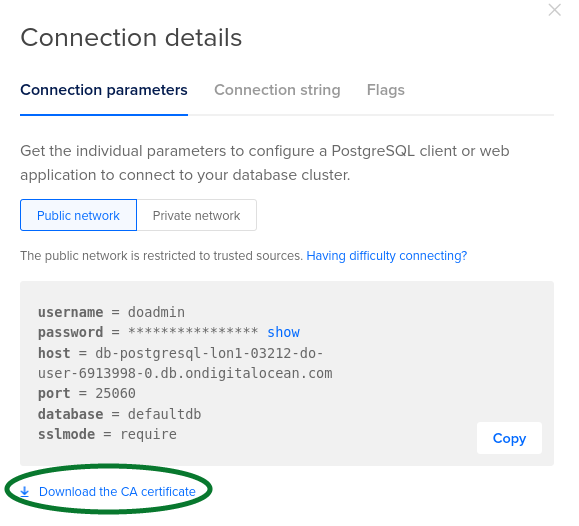 Connection details
Connection parameters Connection string Flags
Get the individual parameters to configure a PostgreSQL client or web
application to connect to your database cluster.
Public network Private network
The public network is restricted to trusted sources. Having difficulty connecting?
username = doadmin
password = **************** show
host = db-postgresql-lon1-03212-do-
user-6913998-0.db.ondigitalocean.com
port = 25060
database = defaultdb
sslmode = require
Copy
Download the CA certificate